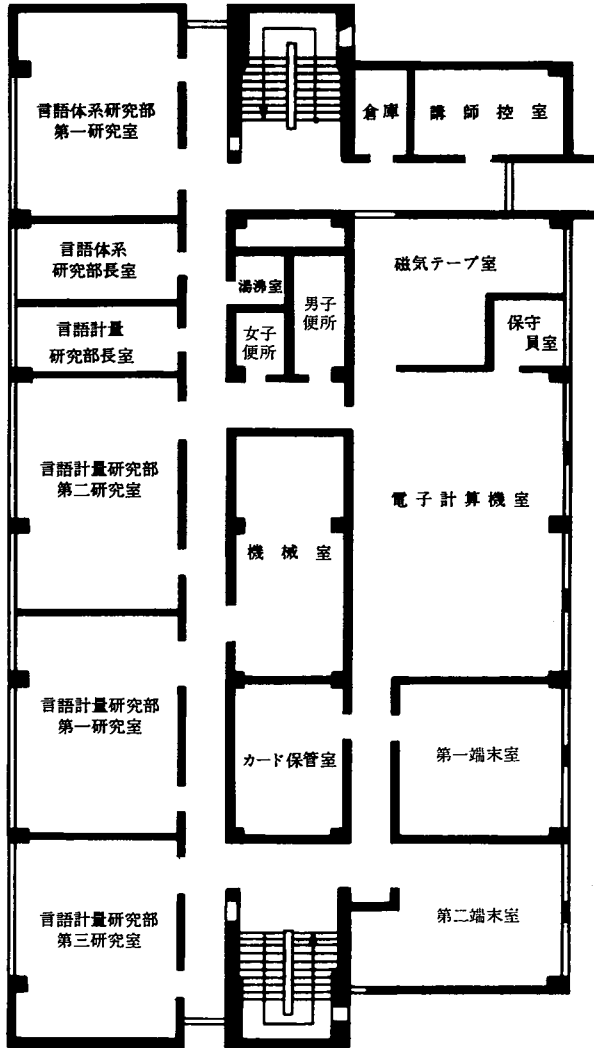 言語体系研究部
第一研究室
倉庫
講師控室
言語体系
研究部長室
磁気テープ室
湯沸室
男子
便所
女子
便所
保守
員室
言語計量
研究部長室
言語計量研究部
第二研究室
電子計算機室
機械室
言語計量研究部
第一研究室
カード保管室
第一端末室
言語計量研究部
第三研究室
第二端末室